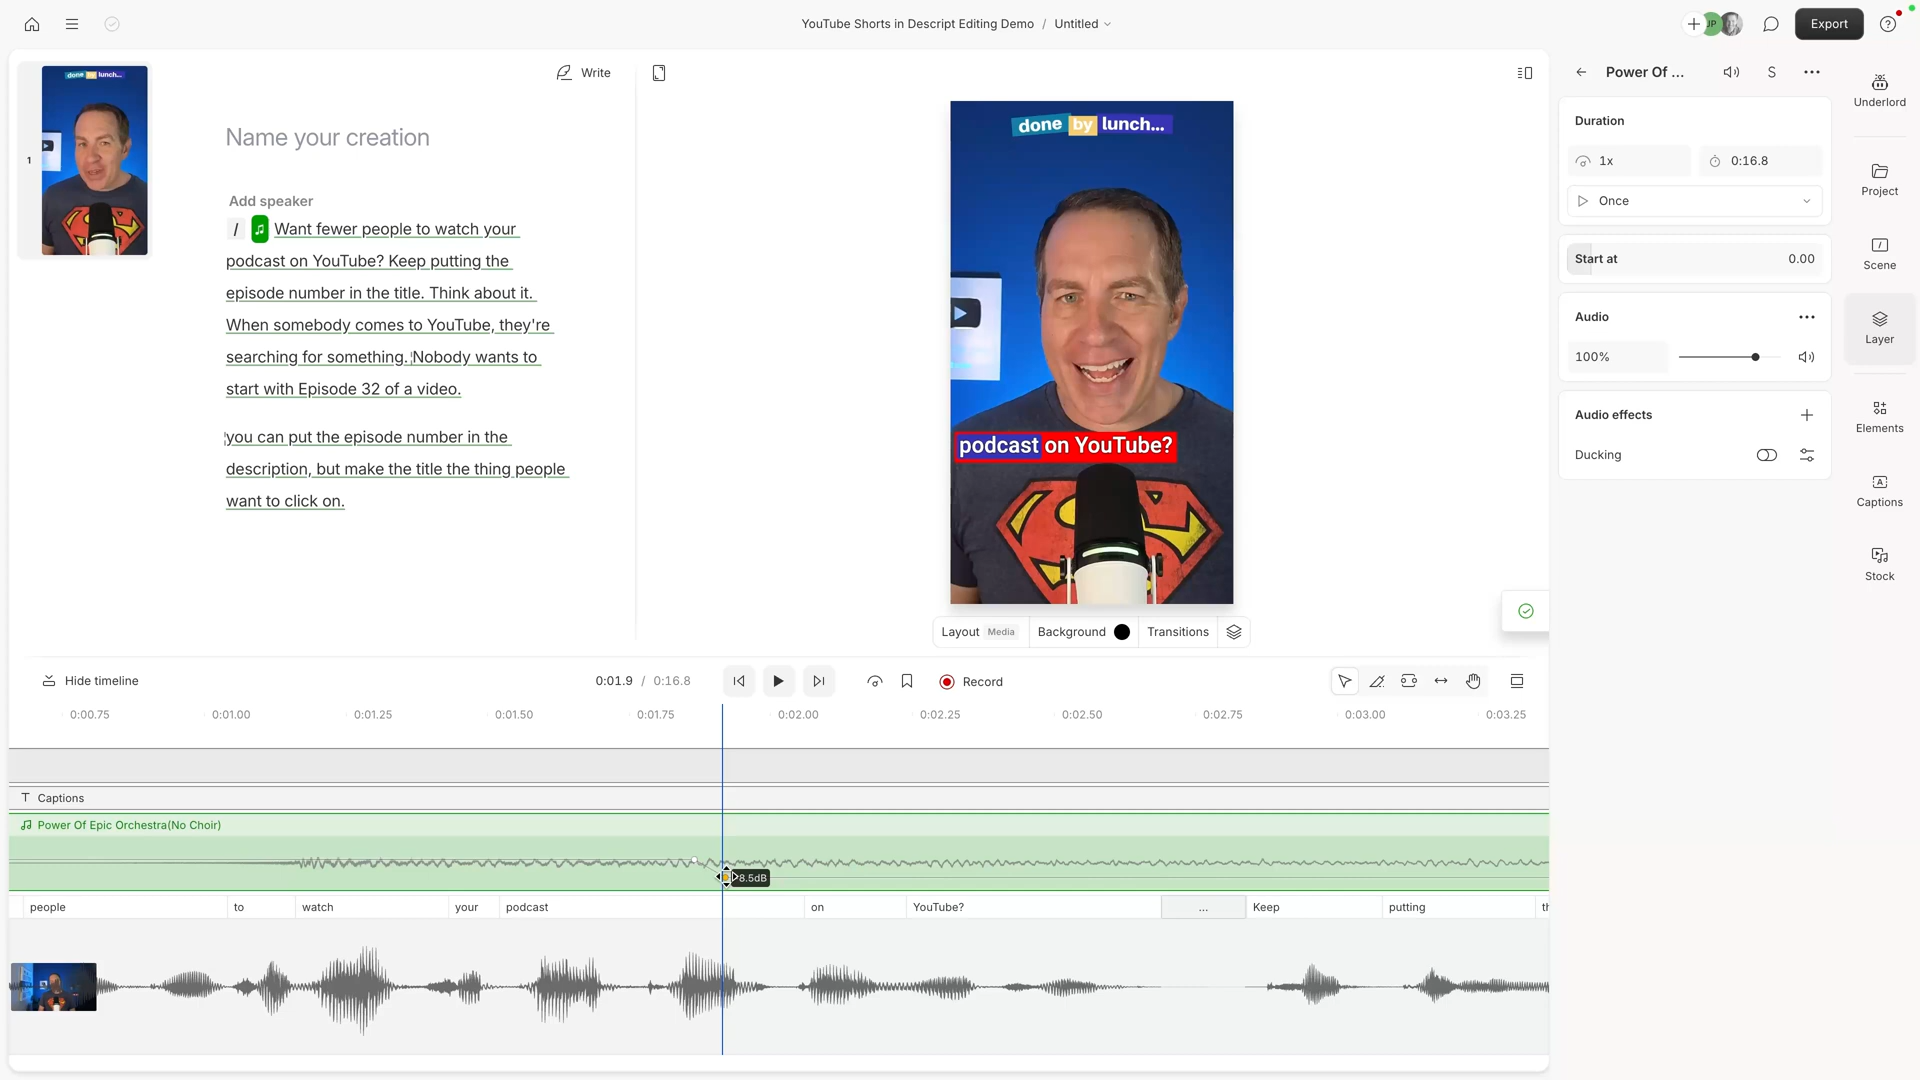 YouTube Shorts in Descript Editing Demo / Untitled
JP
Export
done by lunch...
1
Write
Name your creation
Add speaker
/ Want fewer people to watch your
podcast on YouTube? Keep putting the
episode number in the title. Think about it.
When somebody comes to YouTube, they're
searching for something. Nobody wants to
start with Episode 32 of a video.
you can put the episode number in the
description, but make the title the thing people
want to click on.
done by lunch...
podcast on YouTube?
Layout Media Background Transitions
Power Of ...
S
Duration
1x
0:16.8
Once
Start at 0.00
Audio
100%
Audio effects
Ducking
Underlord
Project
Scene
Layer
Elements
Captions
Stock
Hide timeline
0:01.9 / 0:16.8
Record
0:00.75 0:01.00 0:01.25 0:01.50 0:01.75 0:02.00 0:02.25 0:02.50 0:02.75 0:03.00 0:03.25
Captions
Power Of Epic Orchestra(No Choir)
8.5dB
people to watch your podcast on YouTube? ... Keep putting